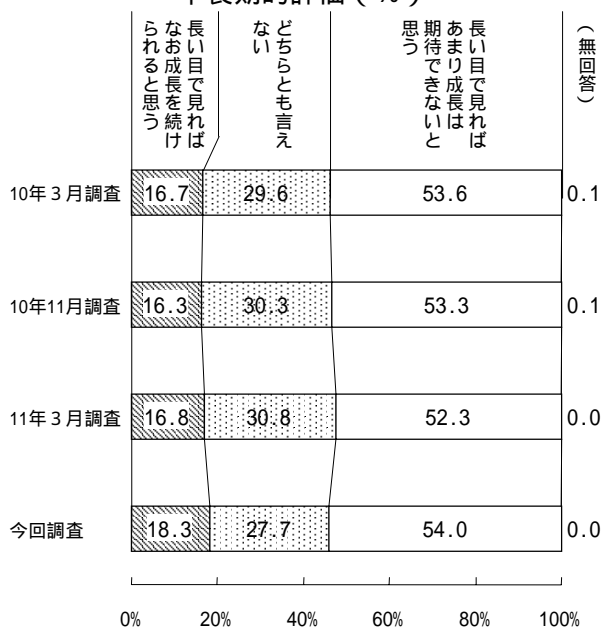 中長期的評価（％）
長い目で見れば
なお成長を続け
られると思う
どちらとも言え
ない
長い目で見れば
あまり成長は
期待できないと
思う
（無回答）
10年３月調査 16.7 29.6 53.6 0.1
10年11月調査 16.3 30.3 53.3 0.1
11年３月調査 16.8 30.8 52.3 0.0
今回調査 18.3 27.7 54.0 0.0
0% 20% 40% 60% 80% 100%